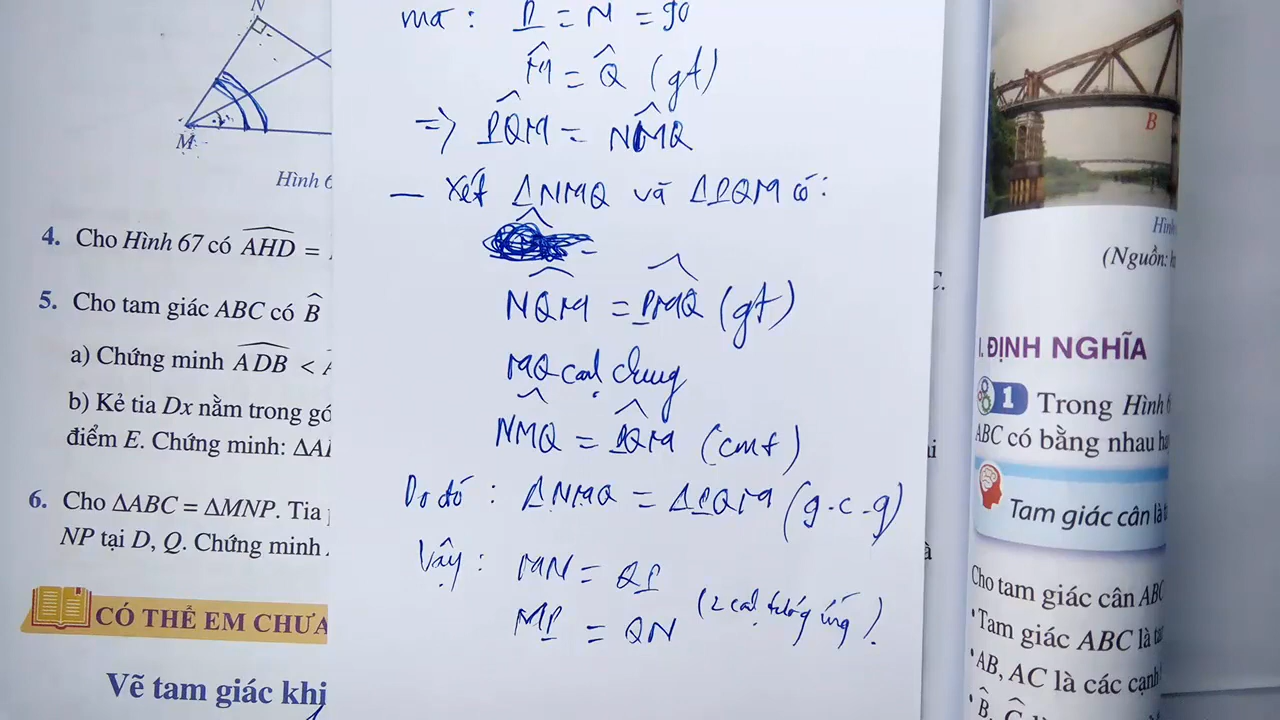 N
M
Hình 6
4. Cho Hình 67 có AHD =
5. Cho tam giác ABC có B̂
a) Chứng minh ADB <
b) Kẻ tia Dx nằm trong gó
điểm E. Chứng minh: ΔA
6. Cho ΔABC = ΔMNP. Tia
NP tại D, Q. Chứng minh
CÓ THỂ EM CHƯA
Vẽ tam giác khi
mà : P = N = 90
M̂ = Q̂ (gt)
=> PQM = NMQ
— Xét ΔNMQ và ΔPQM có:
=
NQM = PMQ (gt)
MQ cạnh chung
NMQ = PQM (cmt)
Do đó : ΔNMQ = ΔPQM (g-c-g)
Vậy : MN = QP
MP = QN (2 cạnh tương ứng).
C.
B
(Nguồn:
I. ĐỊNH NGHĨA
1 Trong Hình
ABC có bằng nhau
Tam giác cân là
Cho tam giác cân ABC
• Tam giác ABC là
• AB, AC là các cạnh
• B̂, Ĉ